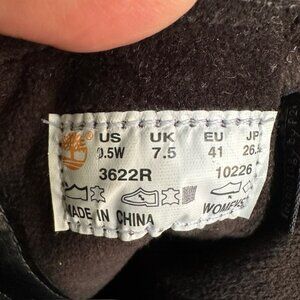 US UK EU JP
7.5 41
3622R 10226
MADE IN CHINA